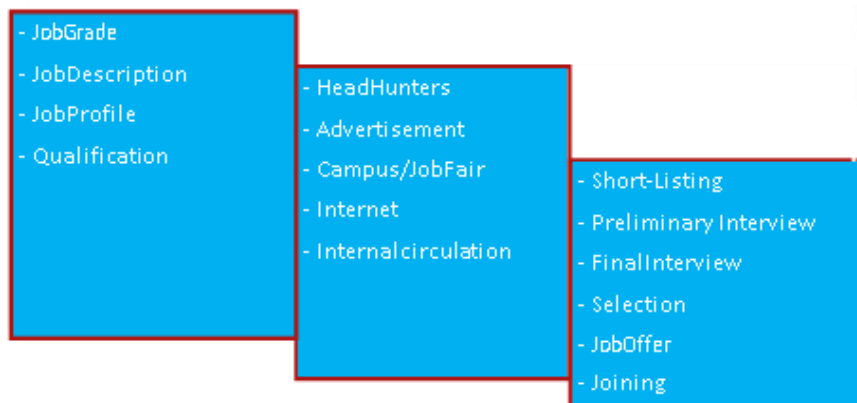 - JobGrade
- JobDescription
- JobProfile
- Qualification
- HeadHunters
- Advertisement
- Campus/JobFair
- Internet
- Internalcirculation
- Short-Listing
- Preliminary Interview
- FinalInterview
- Selection
- JobOffer
- Joining